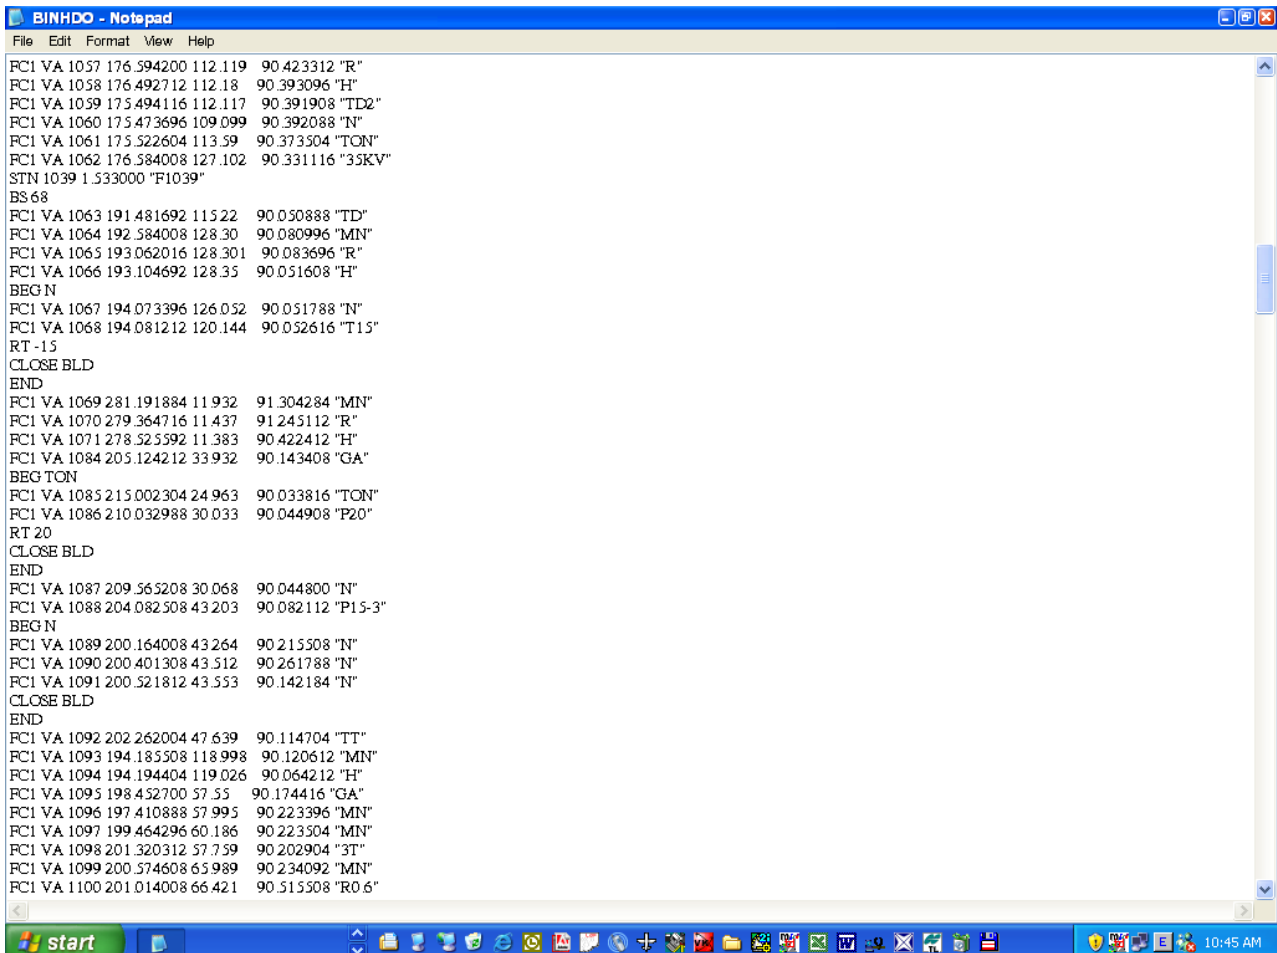 BINHDO - Notepad
File Edit Format View Help
FC1 VA 1057 176.594200 112.119 90.423312 "R"
FC1 VA 1058 176.492712 112.18 90.393096 "H"
FC1 VA 1059 175.494116 112.117 90.391908 "TD2"
FC1 VA 1060 175.473696 109.099 90.392088 "N"
FC1 VA 1061 175.522604 113.59 90.373504 "TON"
FC1 VA 1062 176.584008 127.102 90.331116 "35KV"
STN 1039 1.533000 "F1039"
BS 68
FC1 VA 1063 191.481692 115.22 90.050888 "TD"
FC1 VA 1064 192.584008 128.30 90.080996 "MN"
FC1 VA 1065 193.062016 128.301 90.083696 "R"
FC1 VA 1066 193.104692 128.35 90.051608 "H"
BEG N
FC1 VA 1067 194.073396 126.052 90.051788 "N"
FC1 VA 1068 194.081212 120.144 90.052616 "T15"
RT -15
CLOSE BLD
END
FC1 VA 1069 281.191884 11.932 91.304284 "MN"
FC1 VA 1070 279.364716 11.437 91.245112 "R"
FC1 VA 1071 278.525592 11.383 90.422412 "H"
FC1 VA 1084 205.124212 33.932 90.143408 "GA"
BEG TON
FC1 VA 1085 215.002304 24.963 90.033816 "TON"
FC1 VA 1086 210.032988 30.033 90.044908 "P20"
RT 20
CLOSE BLD
END
FC1 VA 1087 209.565208 30.068 90.044800 "N"
FC1 VA 1088 204.082508 43.203 90.082112 "P15-3"
BEG N
FC1 VA 1089 200.164008 43.264 90.215508 "N"
FC1 VA 1090 200.401308 43.512 90.261788 "N"
FC1 VA 1091 200.521812 43.553 90.142184 "N"
CLOSE BLD
END
FC1 VA 1092 202.262004 47.639 90.114704 "TT"
FC1 VA 1093 194.185508 118.998 90.120612 "MN"
FC1 VA 1094 194.194404 119.026 90.064212 "H"
FC1 VA 1095 198.452700 57.55 90.174416 "GA"
FC1 VA 1096 197.410888 57.995 90.223396 "MN"
FC1 VA 1097 199.464296 60.186 90.223504 "MN"
FC1 VA 1098 201.320312 57.759 90.202904 "3T"
FC1 VA 1099 200.574608 65.989 90.234092 "MN"
FC1 VA 1100 201.014008 66.421 90.515508 "R0.6"
start
E
10:45 AM